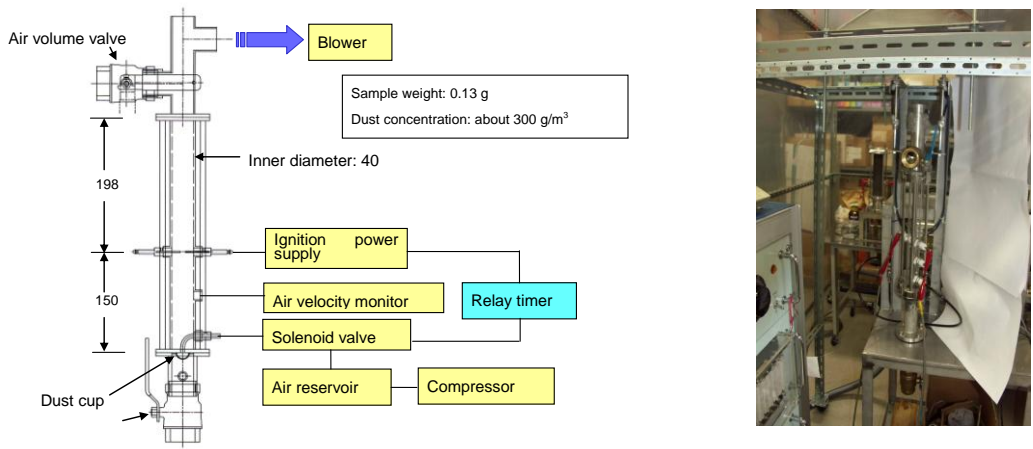 Air volume valve
Blower
Sample weight: 0.13 g
Dust concentration: about 300 g/m³
Inner diameter: 40
198
Ignition power
supply
150
Air velocity monitor
Relay timer
Solenoid valve
Air reservoir
Compressor
Dust cup